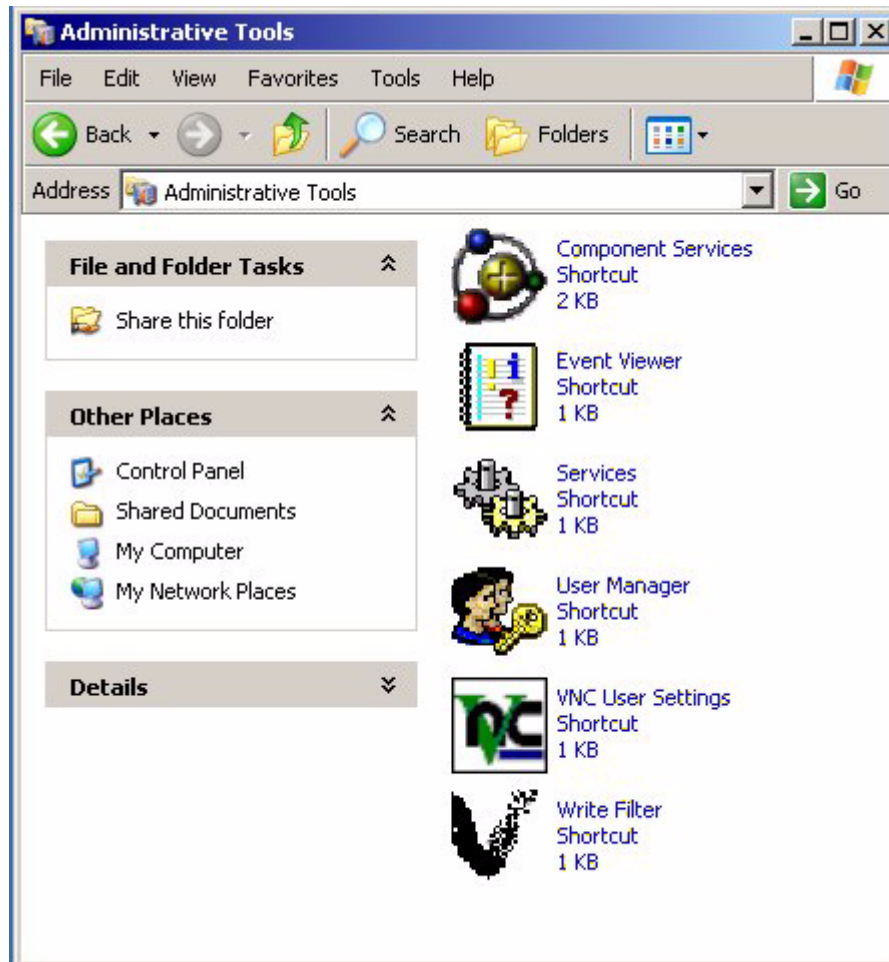 Administrative Tools
File Edit View Favorites Tools Help
Back Search Folders
Address Administrative Tools Go
File and Folder Tasks
Share this folder
Other Places
Control Panel
Shared Documents
My Computer
My Network Places
Details
Component Services
Shortcut
2 KB
Event Viewer
Shortcut
1 KB
Services
Shortcut
1 KB
User Manager
Shortcut
1 KB
VNC
VNC User Settings
Shortcut
1 KB
Write Filter
Shortcut
1 KB